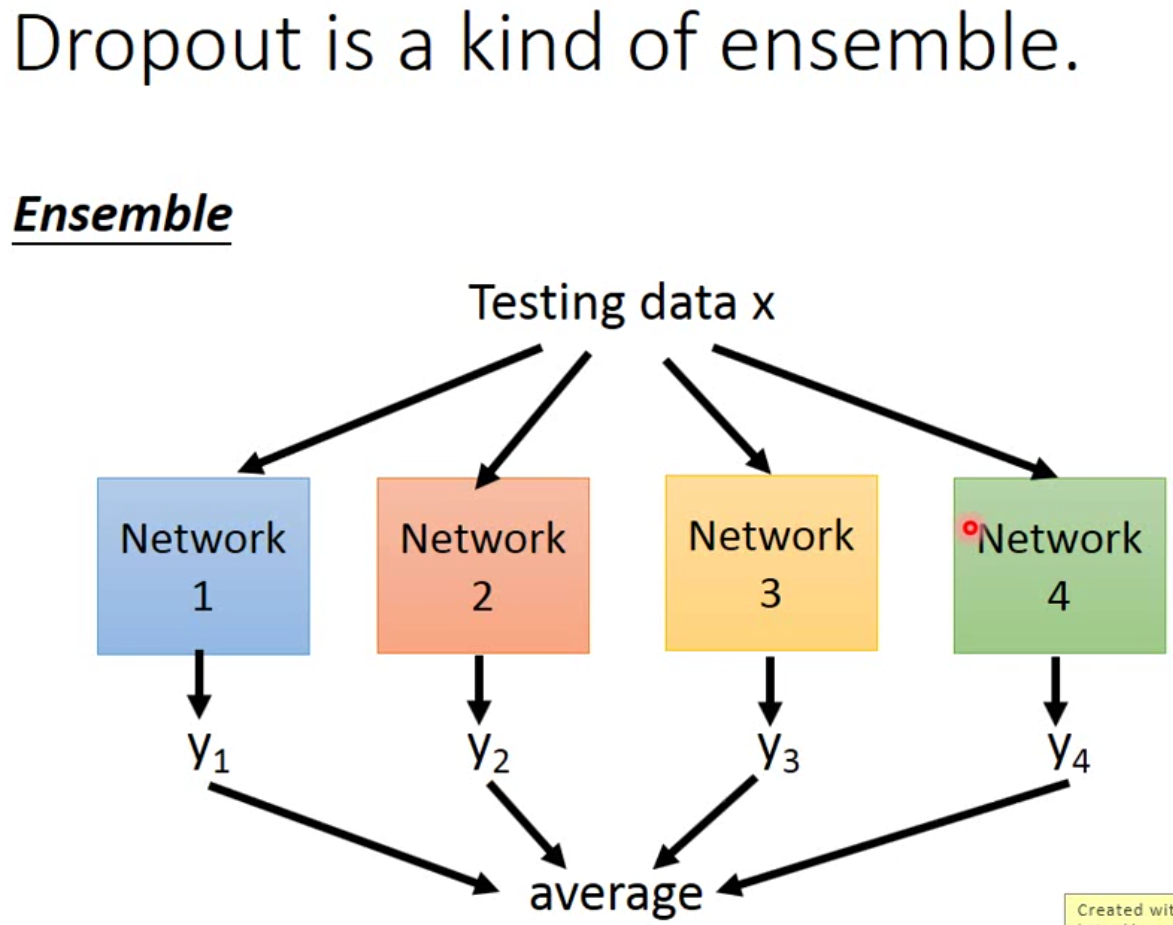 Dropout is a kind of ensemble.
Ensemble
Testing data x
Network
1
Network
2
Network
3
Network
4
y₁
y₂
y₃
y₄
average
Created